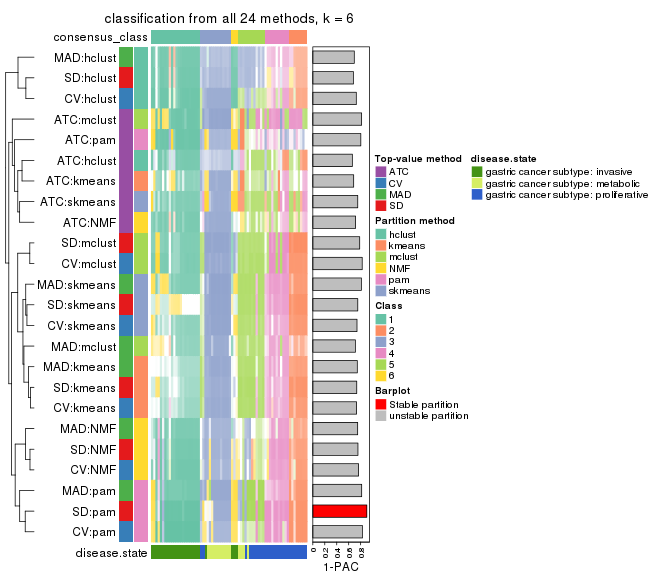 classification from all 24 methods, k = 6
consensus_class
MAD:hclust
SD:hclust
CV:hclust
ATC:mclust
ATC:pam
ATC:hclust
ATC:kmeans
ATC:skmeans
ATC:NMF
SD:mclust
CV:mclust
MAD:skmeans
SD:skmeans
CV:skmeans
MAD:mclust
MAD:kmeans
SD:kmeans
CV:kmeans
MAD:NMF
SD:NMF
CV:NMF
MAD:pam
SD:pam
CV:pam
disease.state
0
0.2
0.4
0.6
0.8
1-PAC
Top-value method
ATC
CV
MAD
SD
Partition method
hclust
kmeans
mclust
NMF
pam
skmeans
Class
1
2
3
4
5
6
Barplot
Stable partition
unstable partition
disease.state
gastric cancer subtype: invasive
gastric cancer subtype: metabolic
gastric cancer subtype: proliferative